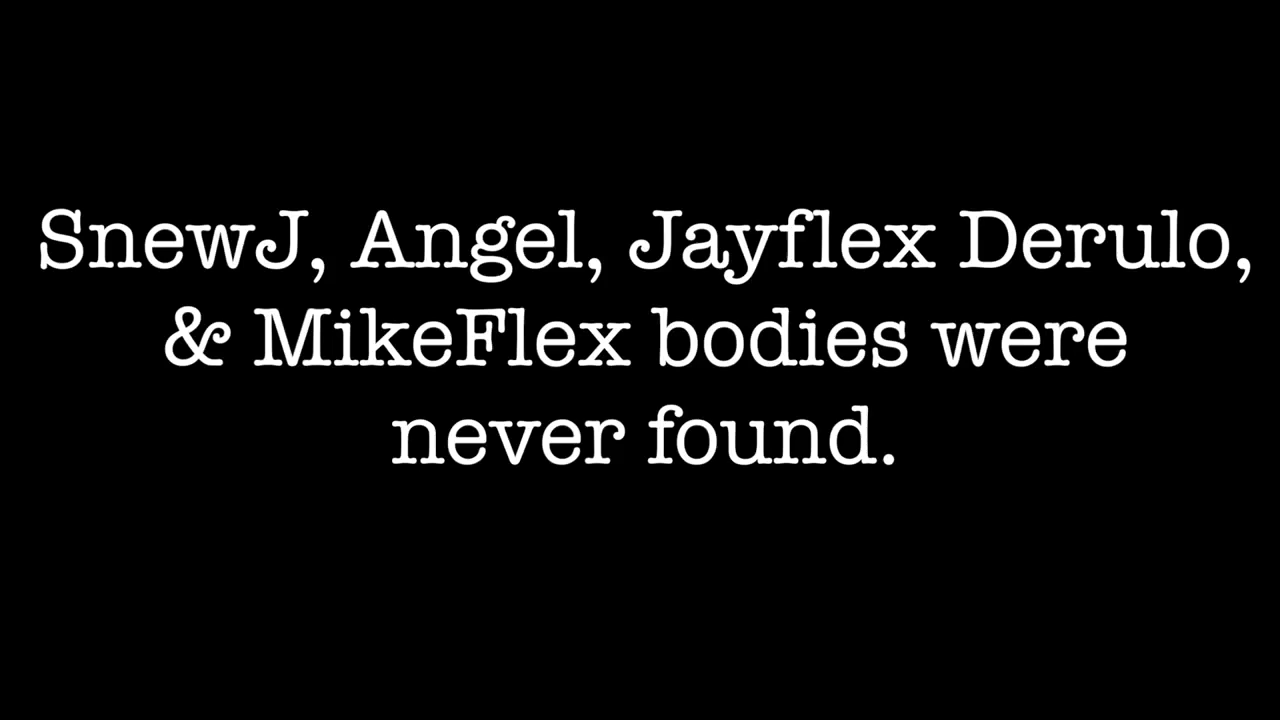 SnewJ, Angel, Jayflex Derulo,
& MikeFlex bodies were
never found.